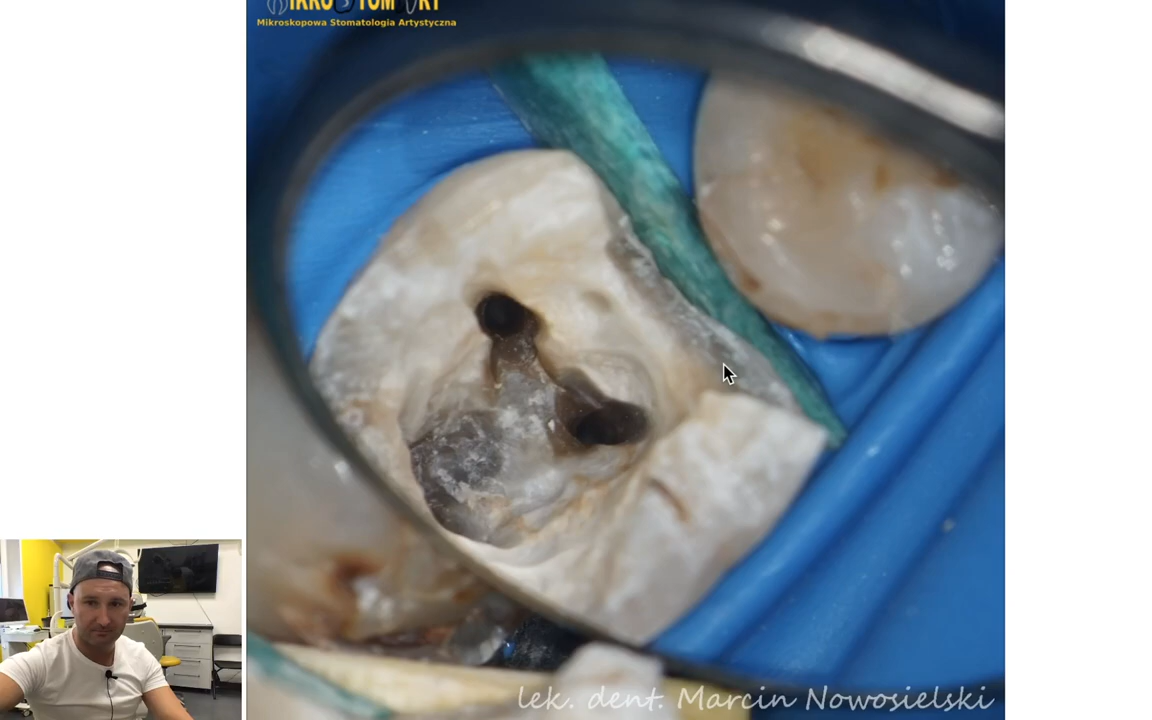 Mikroskopowa Stomatologia Artystyczna
lek. dent. Marcin Nowosielski